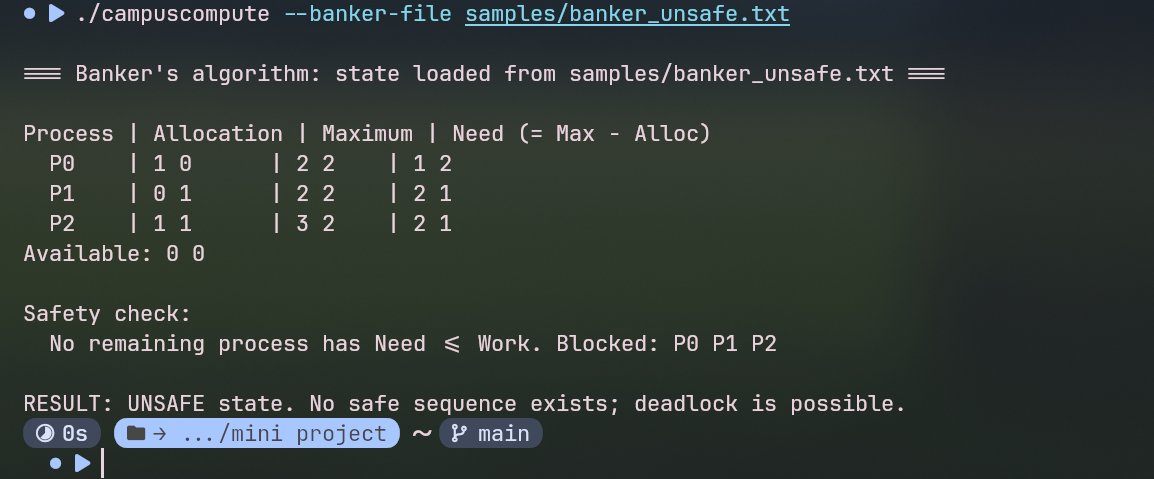 ./campuscompute --banker-file samples/banker_unsafe.txt
=== Banker's algorithm: state loaded from samples/banker_unsafe.txt ===
Process | Allocation | Maximum | Need (= Max - Alloc)
P0 | 1 0 | 2 2 | 1 2
P1 | 0 1 | 2 2 | 2 1
P2 | 1 1 | 3 2 | 2 1
Available: 0 0
Safety check:
No remaining process has Need <= Work. Blocked: P0 P1 P2
RESULT: UNSAFE state. No safe sequence exists; deadlock is possible.
0s → .../mini project ~ main